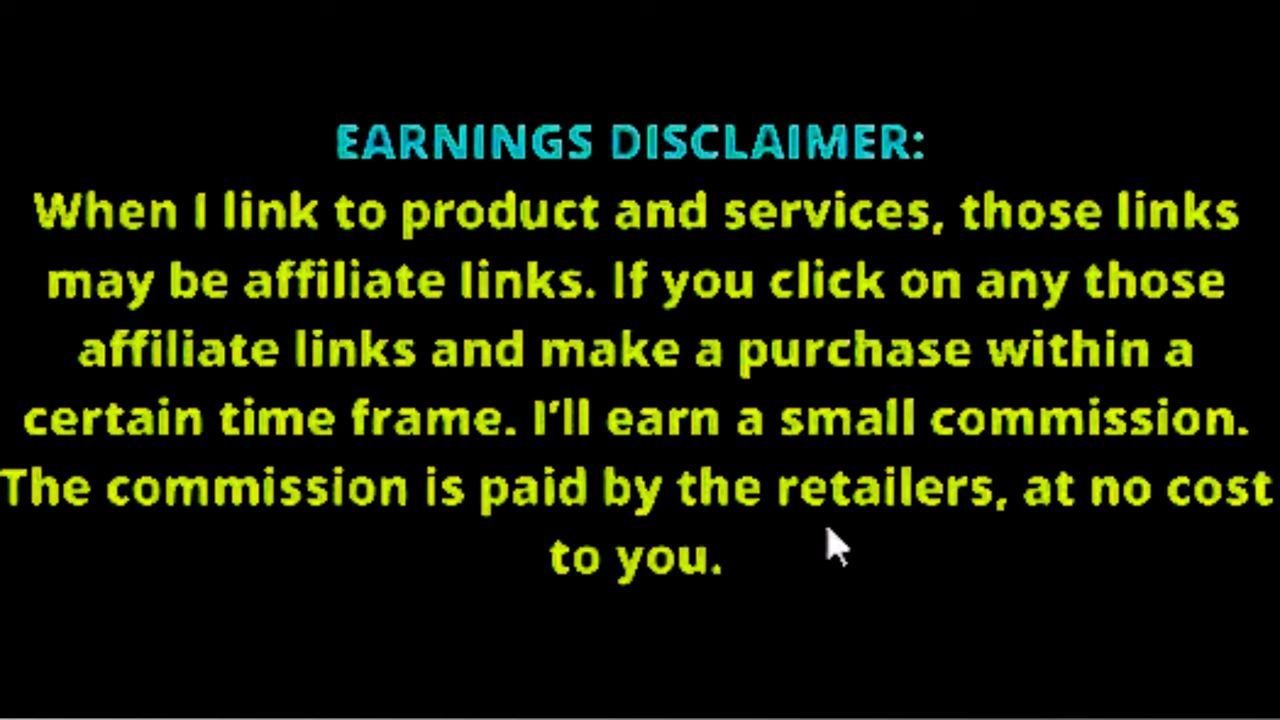 EARNINGS DISCLAIMER:
When I link to product and services, those links
may be affiliate links. If you click on any those
affiliate links and make a purchase within a
certain time frame. I’ll earn a small commission.
The commission is paid by the retailers, at no cost
to you.